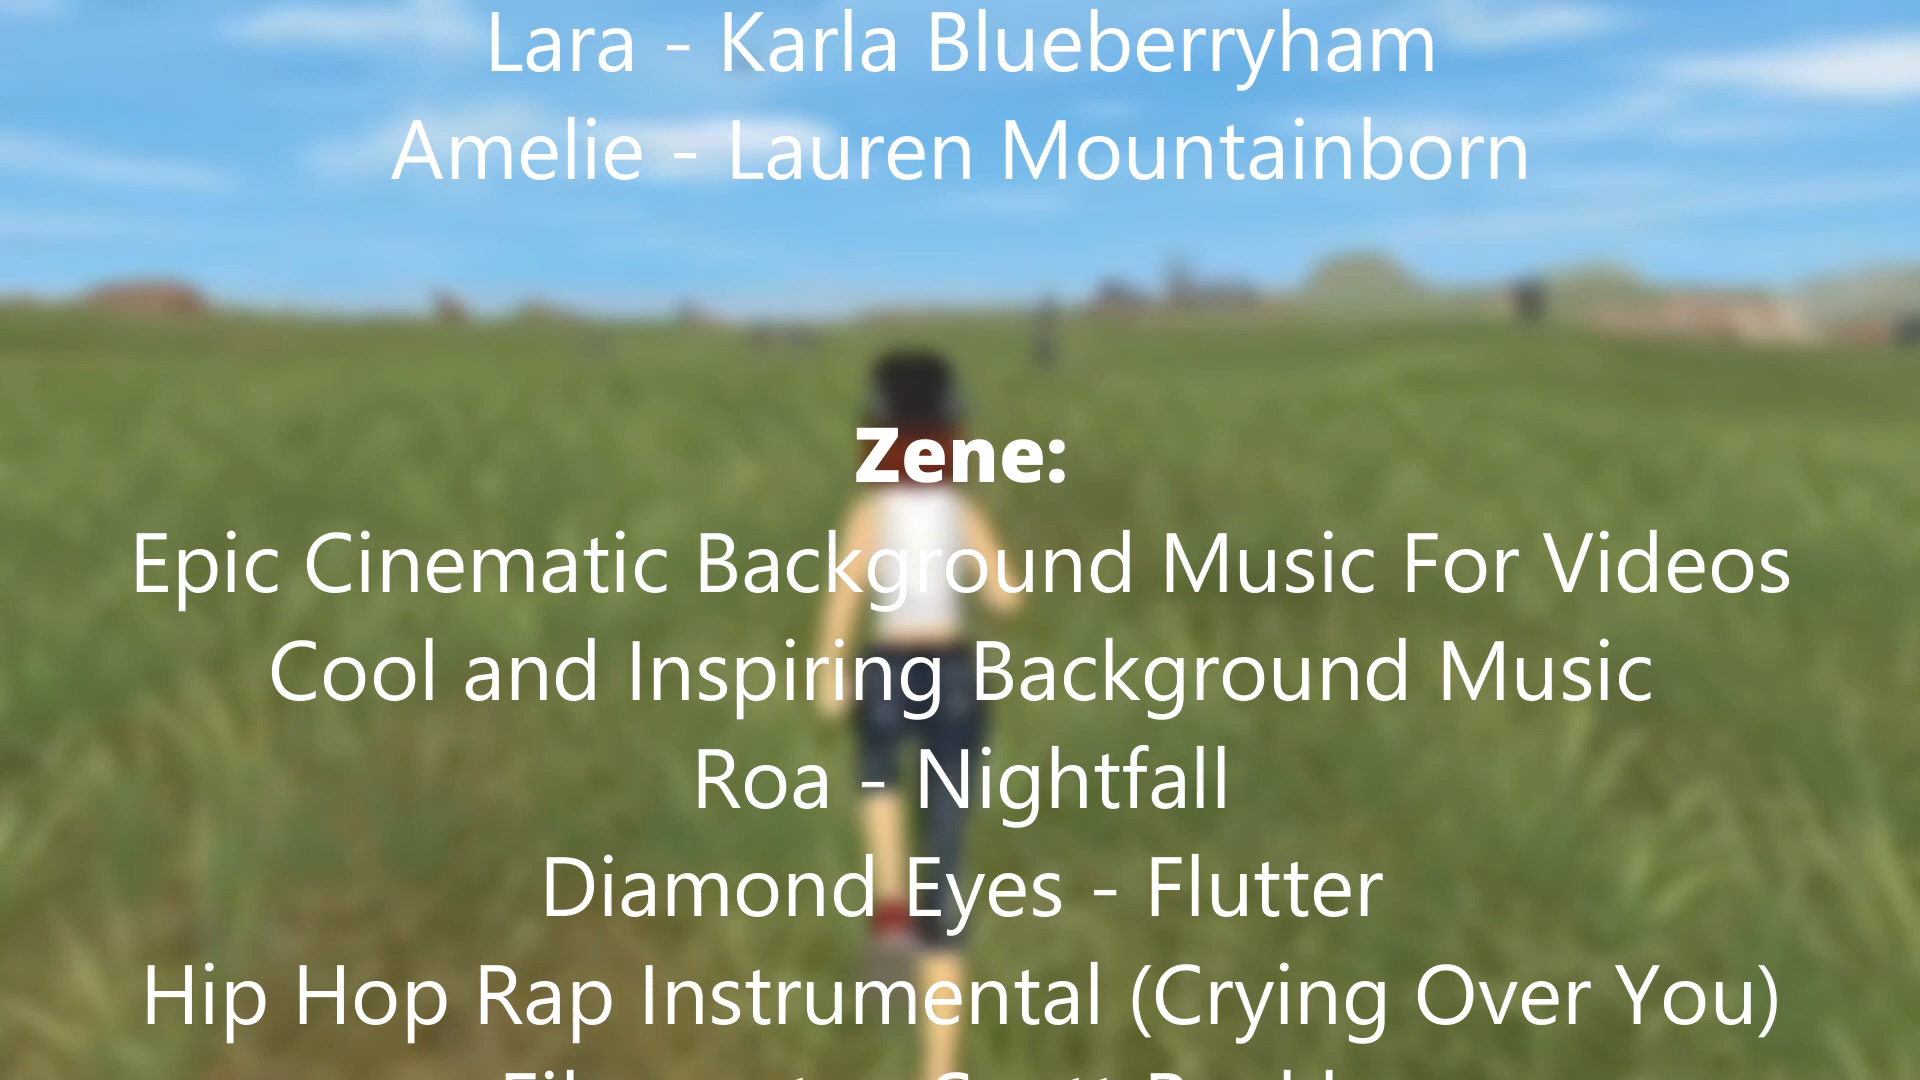 Lara - Karla Blueberryham
Amelie - Lauren Mountainborn
Zene:
Epic Cinematic Background Music For Videos
Cool and Inspiring Background Music
Roa - Nightfall
Diamond Eyes - Flutter
Hip Hop Rap Instrumental (Crying Over You)